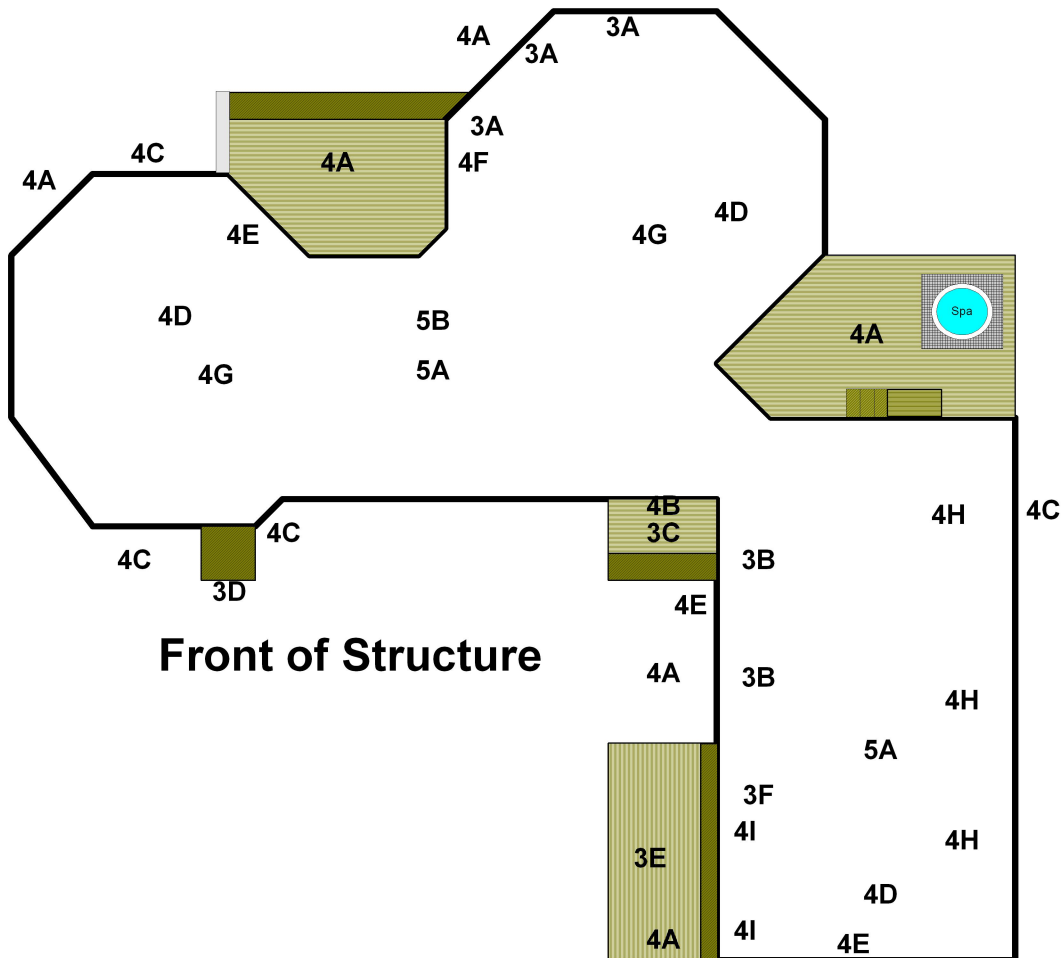 3A
4A
3A
3A
4C
4A
4F
4A
4D
4E
4G
Spa
4D
5B
4A
4G
5A
4B
4H
4C
3C
4C
4C
3B
3D
4E
Front of Structure
4A
3B
4H
5A
3F
4I
4H
3E
4D
4I
4A
4E